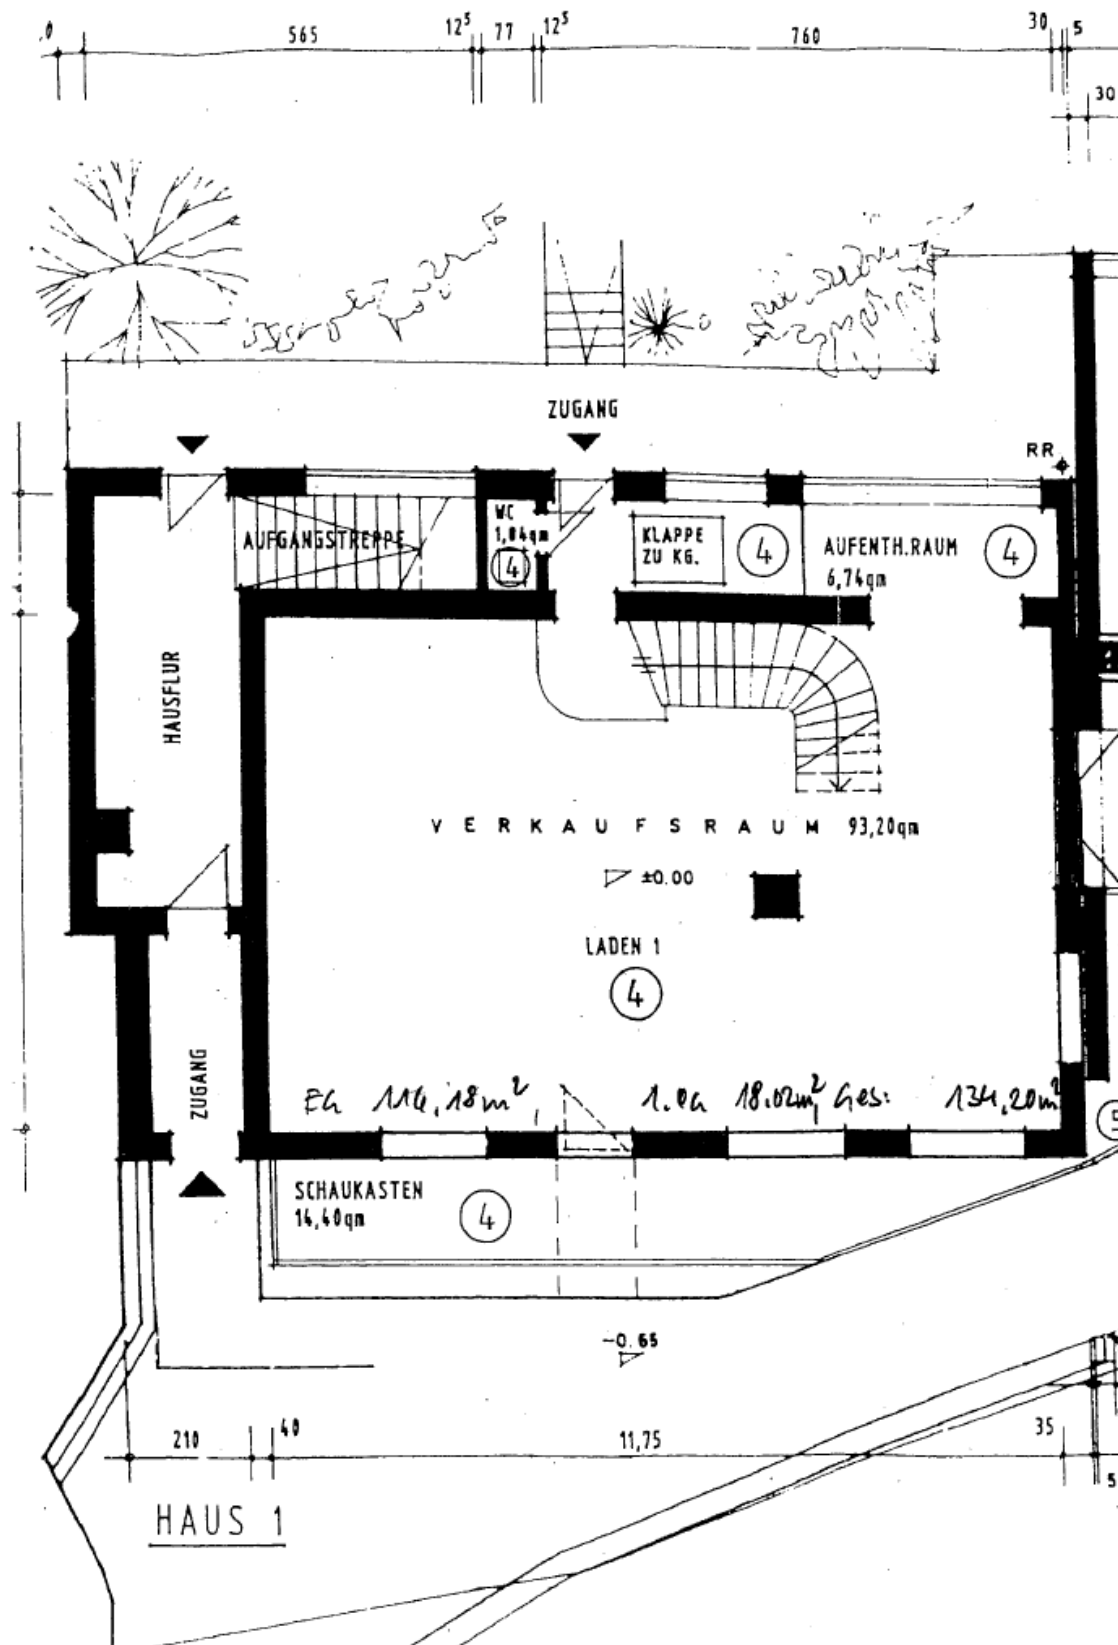 .0 565 12⁵ 77 12⁵ 760 30 5
30
ZUGANG
RR
WC
1,04qm
4
AUFGANGSTREPPE
KLAPPE
ZU KG.
4
AUFENTH.RAUM
6,74qm
4
HAUSFLUR
VERKAUFSRAUM 93,20qm
±0.00
LADEN 1
4
ZUGANG
EG 116,18m², 1.OG 18.02m², Ges: 134,20m²
5
SCHAUKASTEN
14,40qm
4
-0.65
210 40 11,75 35
5
HAUS 1